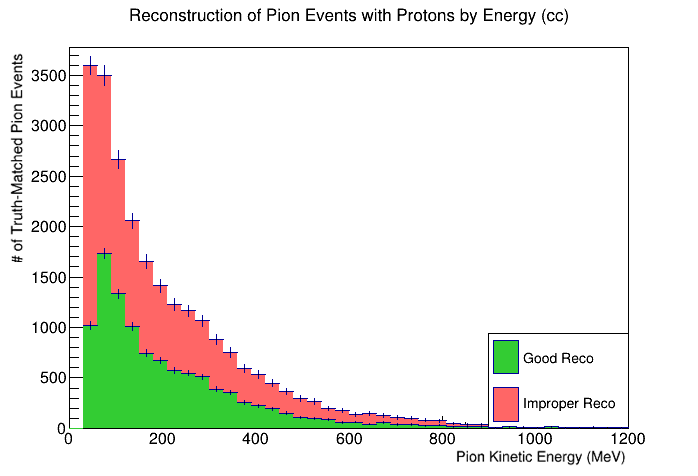 Reconstruction of Pion Events with Protons by Energy (cc)
# of Truth-Matched Pion Events
3500
3000
2500
2000
1500
1000
500
0
0 200 400 600 800 1000 1200
Pion Kinetic Energy (MeV)
Good Reco
Improper Reco